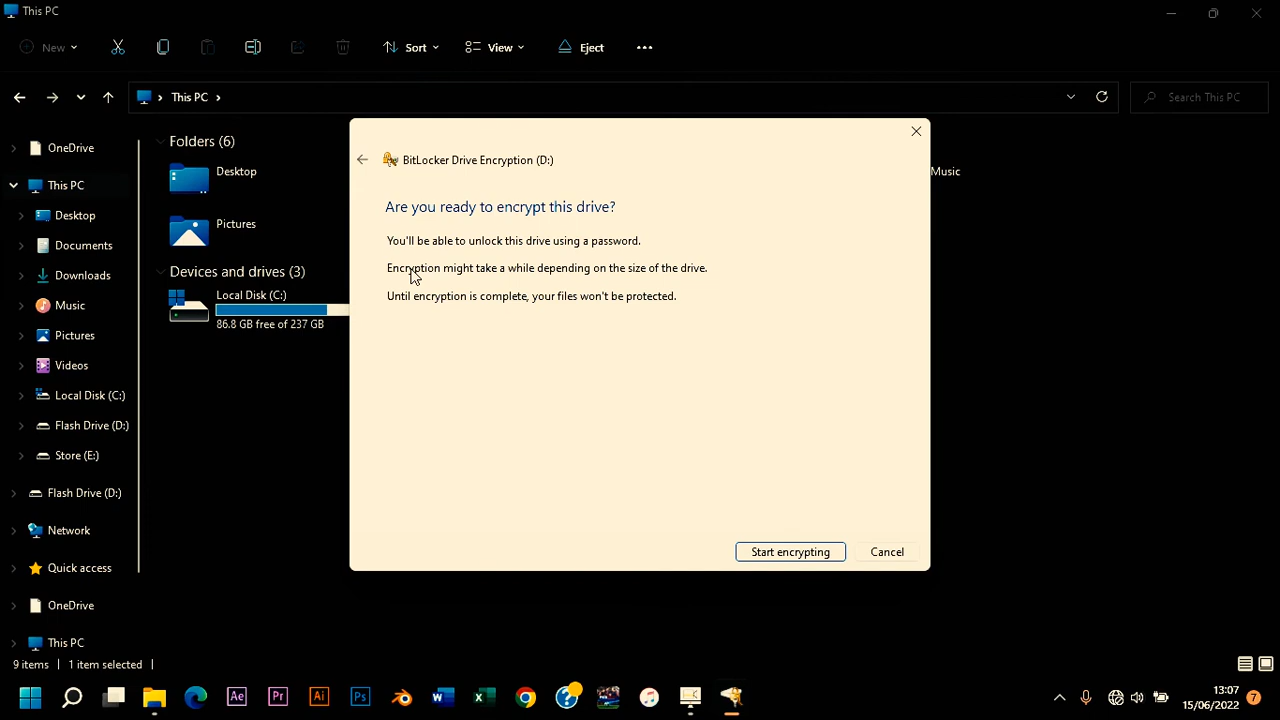 This PC
New
Sort
View
Eject
This PC
Search This PC
OneDrive
This PC
Desktop
Documents
Downloads
Music
Pictures
Videos
Local Disk (C:)
Flash Drive (D:)
Store (E:)
Flash Drive (D:)
Network
Quick access
OneDrive
This PC
Folders (6)
Desktop
Pictures
Music
Devices and drives (3)
Local Disk (C:)
86.8 GB free of 237 GB
BitLocker Drive Encryption (D:)
Are you ready to encrypt this drive?
You'll be able to unlock this drive using a password.
Encryption might take a while depending on the size of the drive.
Until encryption is complete, your files won't be protected.
Start encrypting
Cancel
9 items
1 item selected
Ae
Pr
Ai
Ps
13:07
15/06/2022
7